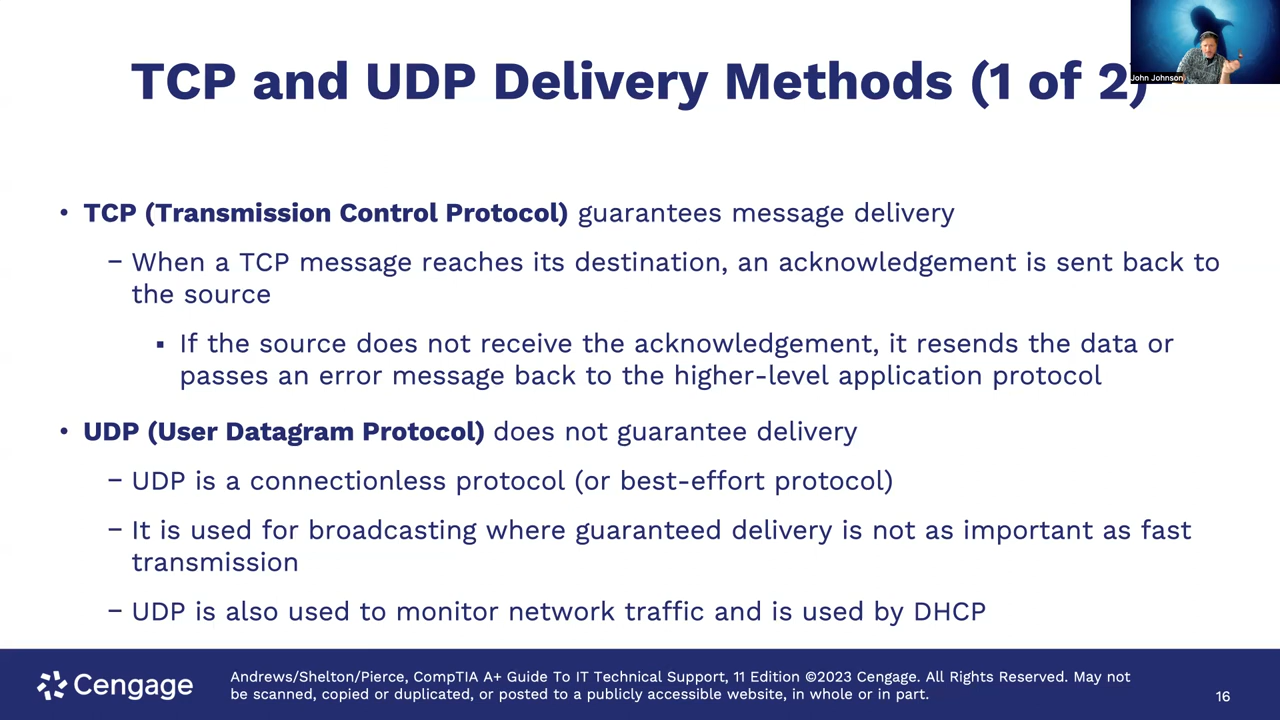 TCP and UDP Delivery Methods (1 of 2)
John Johnson
• TCP (Transmission Control Protocol) guarantees message delivery
– When a TCP message reaches its destination, an acknowledgement is sent back to
the source
▪ If the source does not receive the acknowledgement, it resends the data or
passes an error message back to the higher-level application protocol
• UDP (User Datagram Protocol) does not guarantee delivery
– UDP is a connectionless protocol (or best-effort protocol)
– It is used for broadcasting where guaranteed delivery is not as important as fast
transmission
– UDP is also used to monitor network traffic and is used by DHCP
Cengage
Andrews/Shelton/Pierce, CompTIA A+ Guide To IT Technical Support, 11 Edition ©2023 Cengage. All Rights Reserved. May not
be scanned, copied or duplicated, or posted to a publicly accessible website, in whole or in part.
16